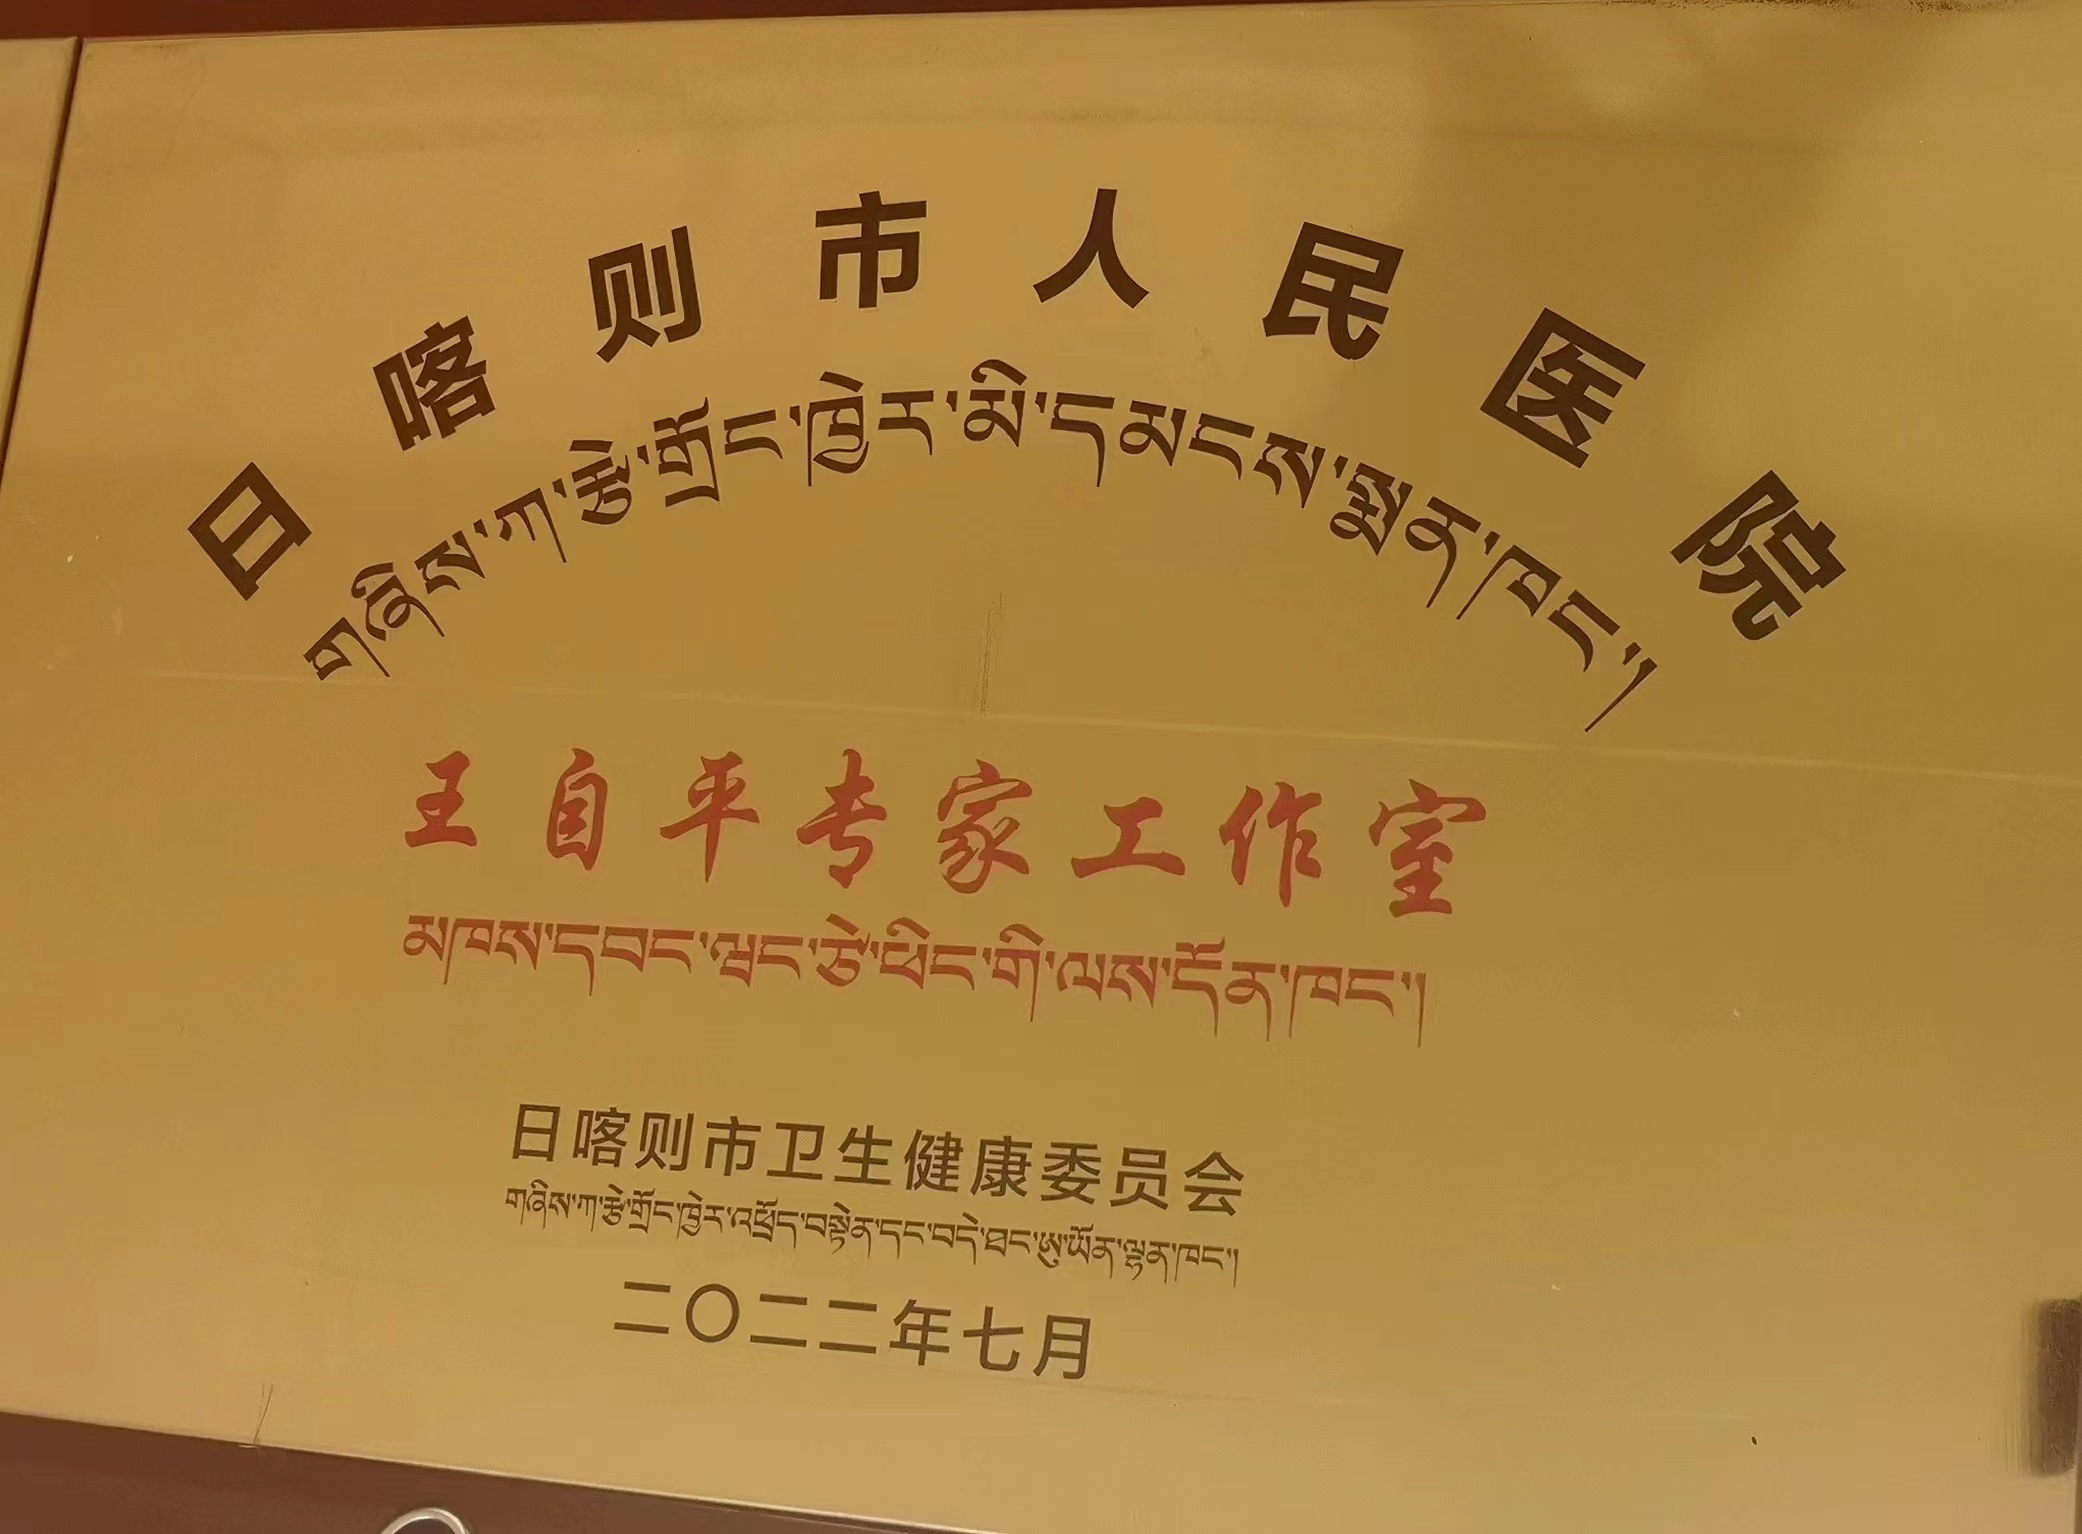 日喀则市人民医院
གཞིས་ཀ་རྩེ་གྲོང་ཁྱེར་མི་དམངས་སྨན་ཁང་།
王自平专家工作室
མཁས་དབང་ལྦང་ཙེ་ཕིང་གི་ལས་དོན་ཁང་།
日喀则市卫生健康委员会
གཞིས་ཀ་རྩེ་གྲོང་ཁྱེར་འཕྲོད་བསྟེན་དང་བདེ་ཐང་ཨུ་ཡོན་ལྷན་ཁང་།
二〇二二年七月